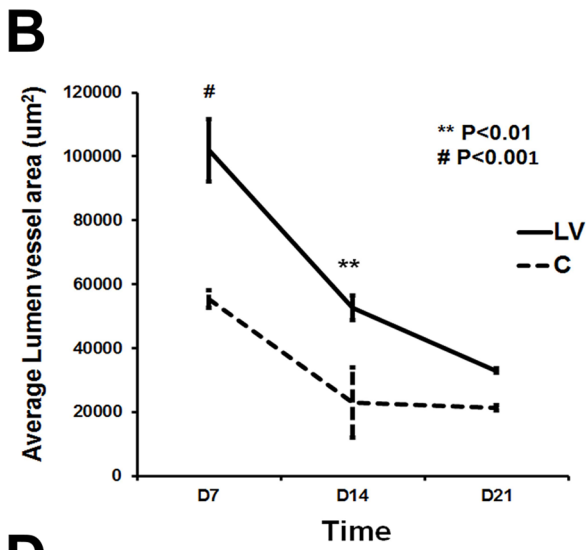 B
Average Lumen vessel area (um²)
120000
100000
80000
60000
40000
20000
0
#
**
** P<0.01
# P<0.001
LV
C
D7 D14 D21
Time
D